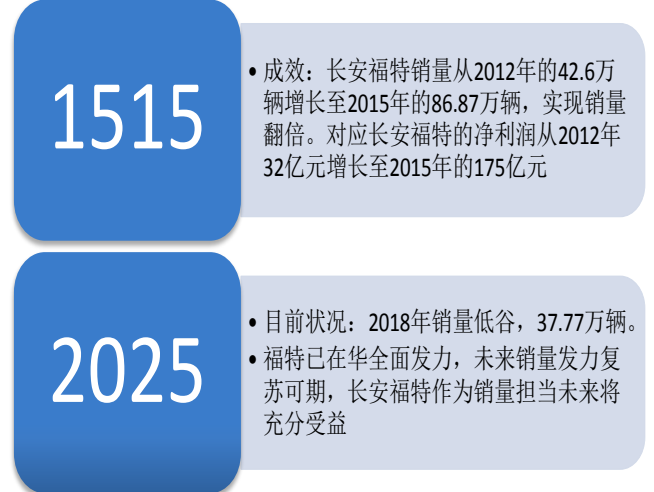 1515
• 成效：长安福特销量从2012年的42.6万
辆增长至2015年的86.87万辆，实现销量
翻倍。对应长安福特的净利润从2012年
32亿元增长至2015年的175亿元
2025
• 目前状况：2018年销量低谷，37.77万辆。
• 福特已在华全面发力，未来销量发力复
苏可期，长安福特作为销量担当未来将
充分受益